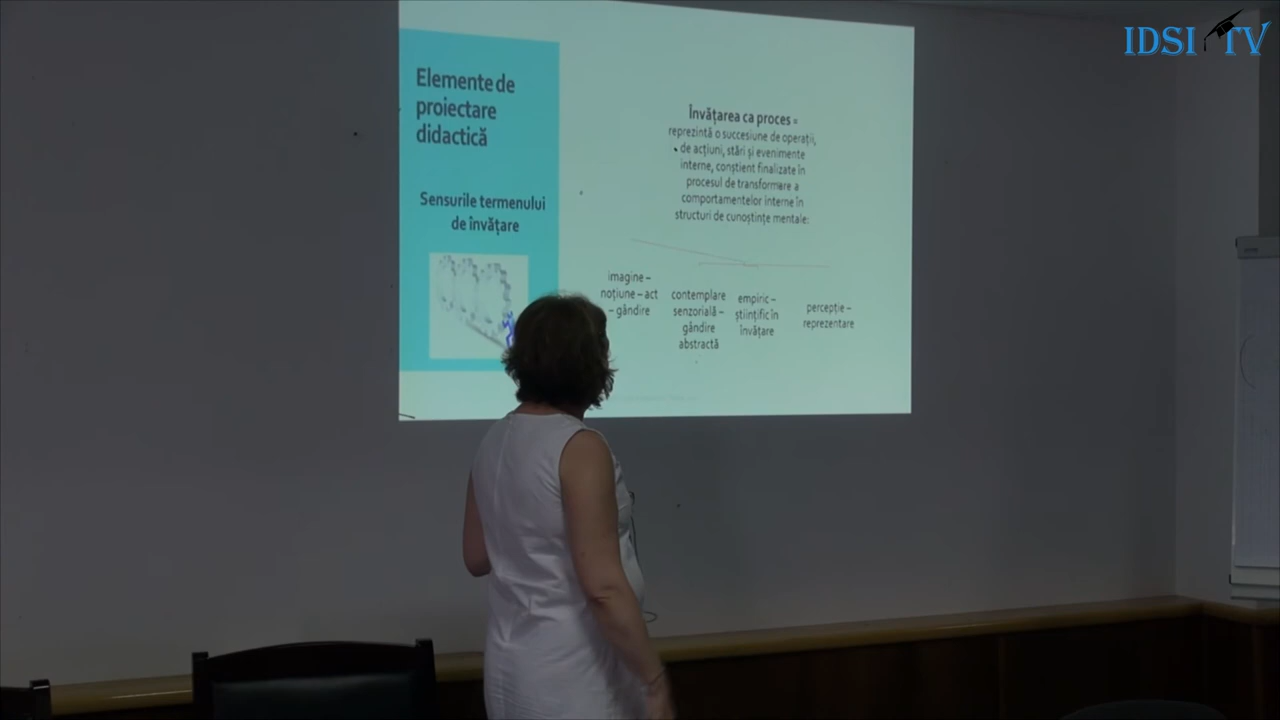 IDSI TV
Elemente de
proiectare
didactică
Sensurile termenului
de învățare
Învățarea ca proces =
reprezintă o succesiune de operații,
de acțiuni, stări și evenimente
interne, conștient finalizate în
procesul de transformare a
comportamentelor interne în
structuri de cunoștințe mentale:
imagine –
noțiune – act
– gândire
contemplare
senzorială –
gândire
abstractă
empiric –
științific în
învățare
percepție –
reprezentare